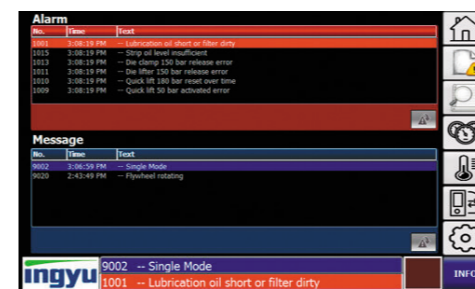 Alarm
No. Time Text
1001 3:08:19 PM -- Lubrication oil short or filter dirty
1015 3:08:19 PM -- Strip oil level insufficient
1013 3:08:19 PM -- Die clamp 150 bar release error
1011 3:08:19 PM -- Die lifter 150 bar release error
1010 3:08:19 PM -- Quick lift 180 bar reset over time
1009 3:08:19 PM -- Quick lift 50 bar activated error
Message
No. Time Text
9002 3:06:59 PM -- Single Mode
9020 2:43:49 PM -- Flywheel rotating
ingyu
9002 -- Single Mode
1001 -- Lubrication oil short or filter dirty
INFO